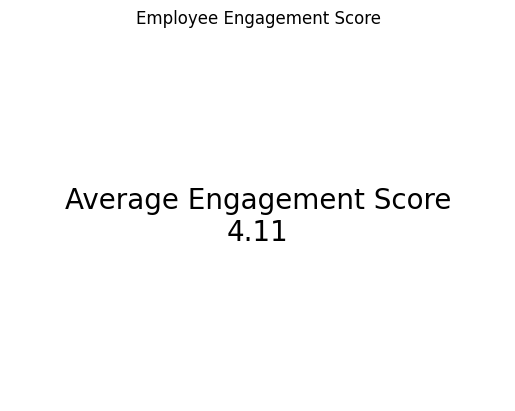 Employee Engagement Score
Average Engagement Score
4.11